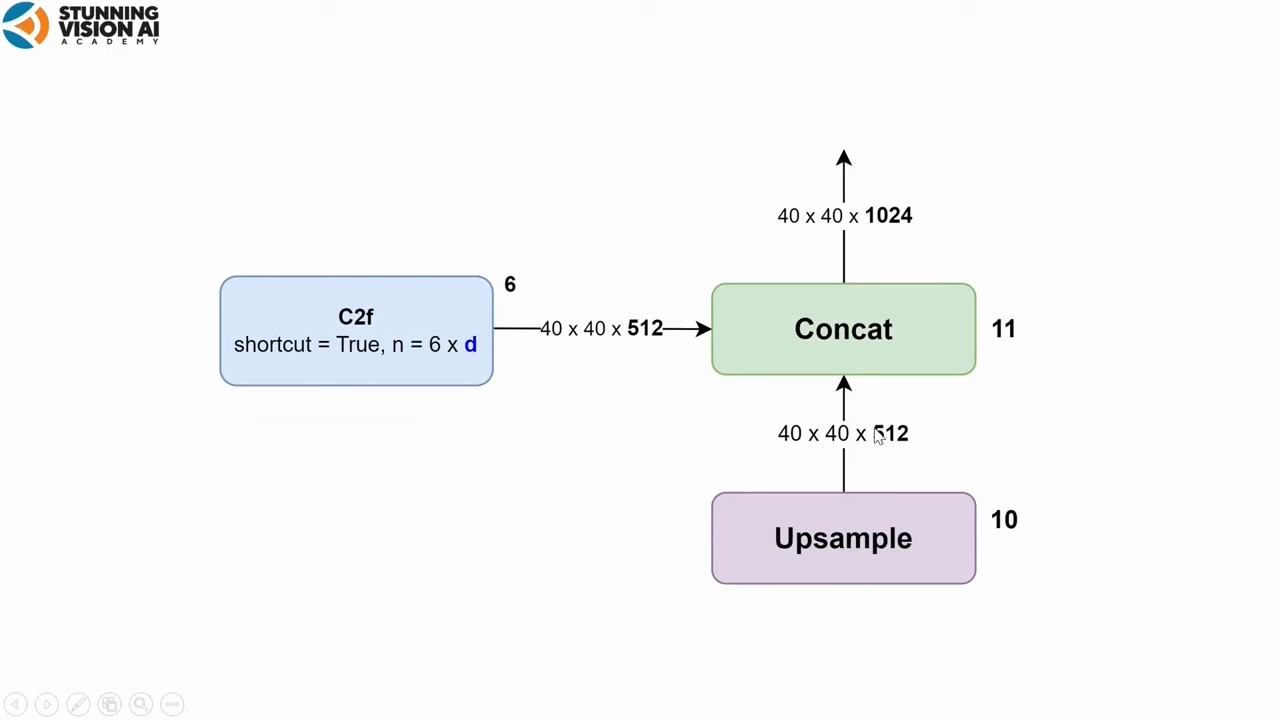 STUNNING
VISION AI
ACADEMY
40 x 40 x 1024
6
C2f
shortcut = True, n = 6 x d
40 x 40 x 512
Concat
11
40 x 40 x 512
10
Upsample